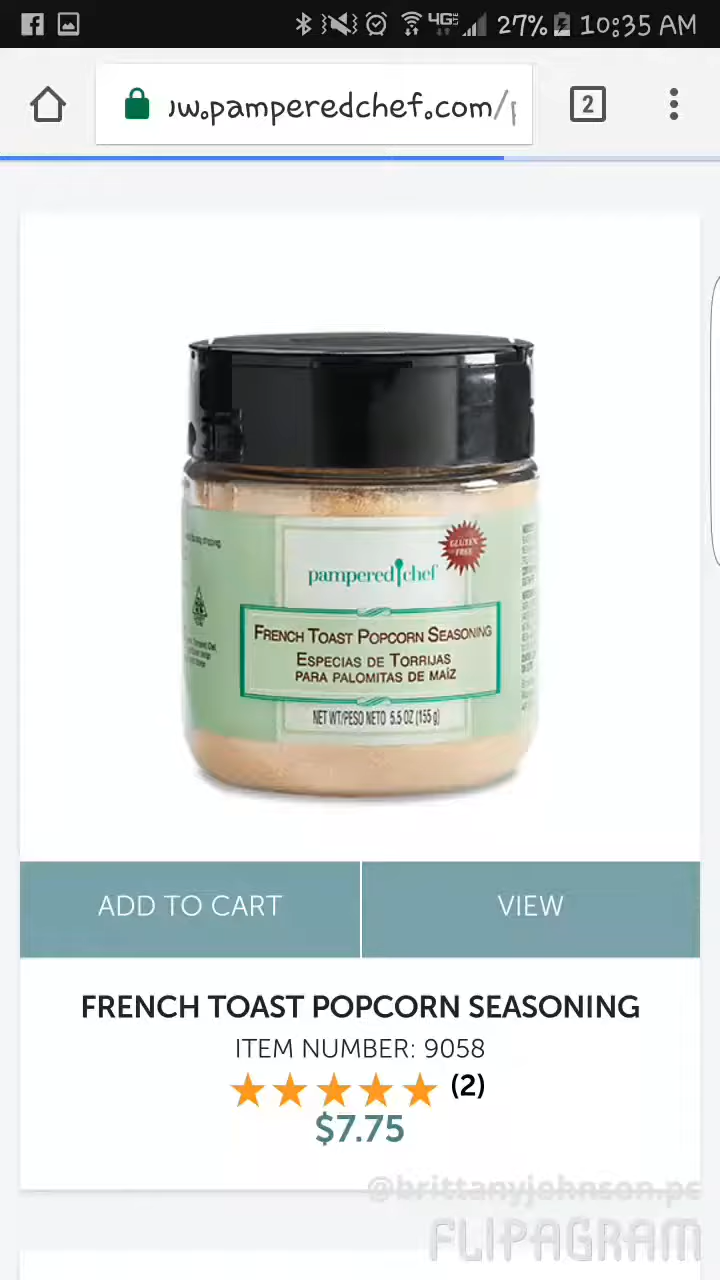 4G
27%
10:35 AM
w.pamperedchef.com/
2
GLUTEN
FREE
pampered chef
FRENCH TOAST POPCORN SEASONING
ESPECIAS DE TORRIJAS
PARA PALOMITAS DE MAÍZ
NET WT/PESO NETO 5.5 OZ (155 g)
ADD TO CART
VIEW
FRENCH TOAST POPCORN SEASONING
ITEM NUMBER: 9058
(2)
$7.75
@brittanyjohnson.pc
FLIPAGRAM